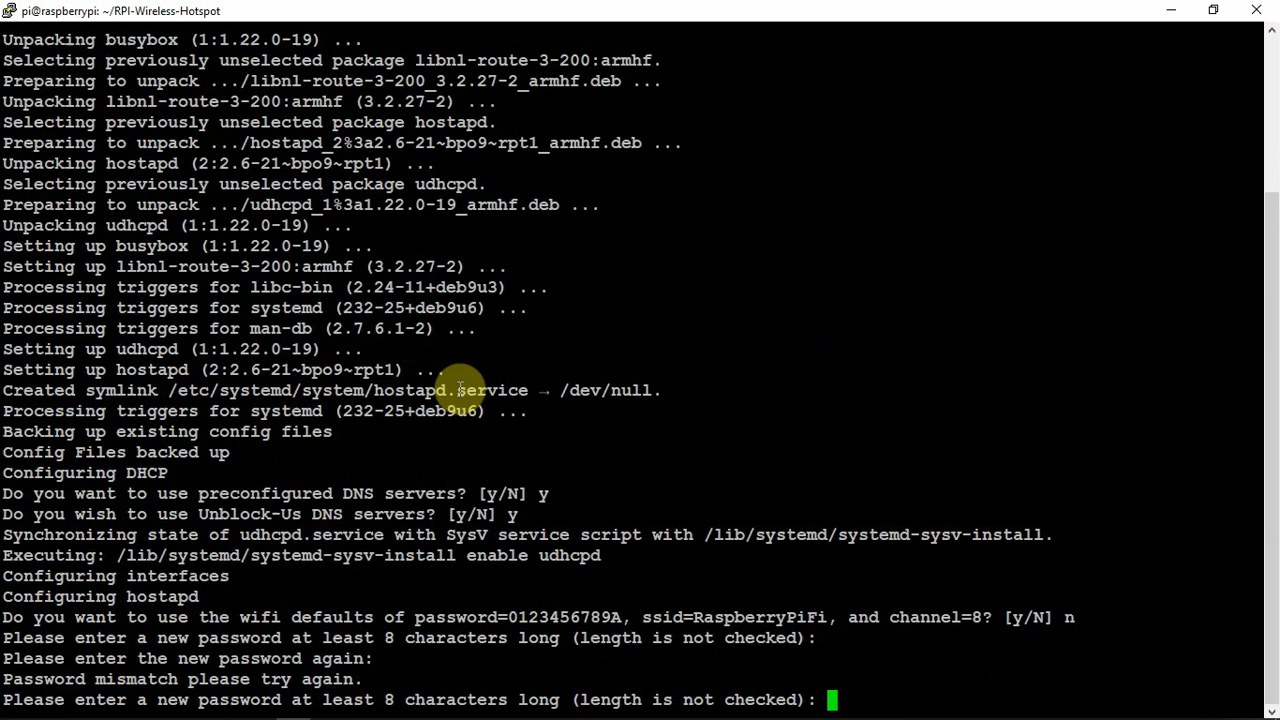 pi@raspberrypi: ~/RPI-Wireless-Hotspot
Unpacking busybox (1:1.22.0-19) ...
Selecting previously unselected package libnl-route-3-200:armhf.
Preparing to unpack .../libnl-route-3-200_3.2.27-2_armhf.deb ...
Unpacking libnl-route-3-200:armhf (3.2.27-2) ...
Selecting previously unselected package hostapd.
Preparing to unpack .../hostapd_2%3a2.6-21~bpo9~rpt1_armhf.deb ...
Unpacking hostapd (2:2.6-21~bpo9~rpt1) ...
Selecting previously unselected package udhcpd.
Preparing to unpack .../udhcpd_1%3a1.22.0-19_armhf.deb ...
Unpacking udhcpd (1:1.22.0-19) ...
Setting up busybox (1:1.22.0-19) ...
Setting up libnl-route-3-200:armhf (3.2.27-2) ...
Processing triggers for libc-bin (2.24-11+deb9u3) ...
Processing triggers for systemd (232-25+deb9u6) ...
Processing triggers for man-db (2.7.6.1-2) ...
Setting up udhcpd (1:1.22.0-19) ...
Setting up hostapd (2:2.6-21~bpo9~rpt1) ...
Created symlink /etc/systemd/system/hostapd.service → /dev/null.
Processing triggers for systemd (232-25+deb9u6) ...
Backing up existing config files
Config Files backed up
Configuring DHCP
Do you want to use preconfigured DNS servers? [y/N] y
Do you wish to use Unblock-Us DNS servers? [y/N] y
Synchronizing state of udhcpd.service with SysV service script with /lib/systemd/systemd-sysv-install.
Executing: /lib/systemd/systemd-sysv-install enable udhcpd
Configuring interfaces
Configuring hostapd
Do you want to use the wifi defaults of password=0123456789A, ssid=RaspberryPiFi, and channel=8? [y/N] n
Please enter a new password at least 8 characters long (length is not checked):
Please enter the new password again:
Password mismatch please try again.
Please enter a new password at least 8 characters long (length is not checked):